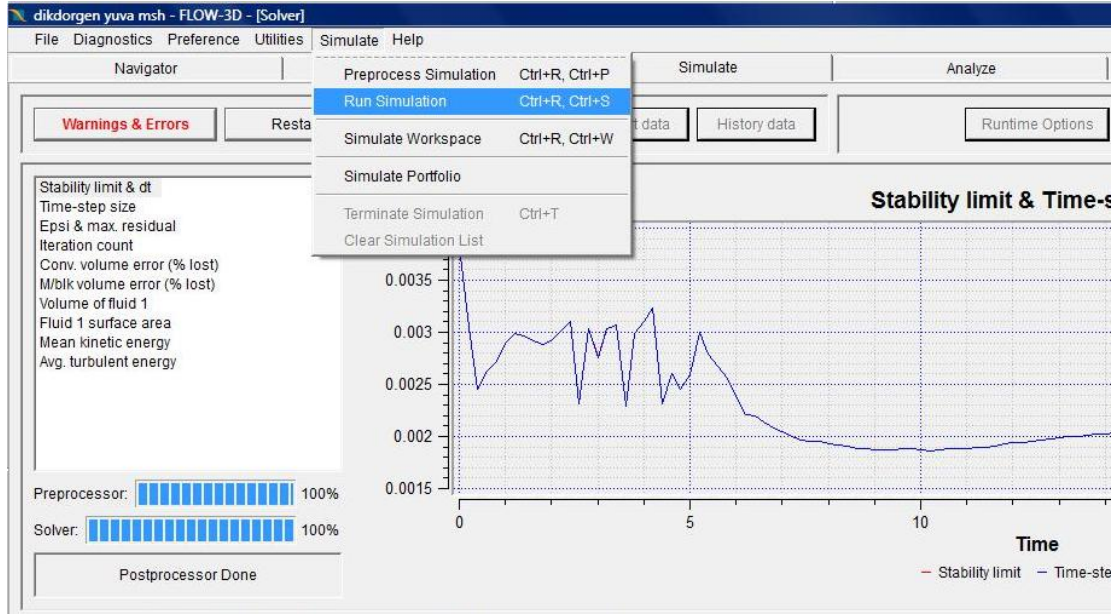 dikdorgen yuva msh - FLOW-3D - [Solver]
File Diagnostics Preference Utilities Simulate Help
Navigator Simulate Analyze
Preprocess Simulation Ctrl+R, Ctrl+P
Run Simulation Ctrl+R, Ctrl+S
Simulate Workspace Ctrl+R, Ctrl+W
Simulate Portfolio
Terminate Simulation Ctrl+T
Clear Simulation List
Warnings & Errors Resta t data History data Runtime Options
Stability limit & dt
Time-step size
Epsi & max. residual
Iteration count
Conv. volume error (% lost)
M/blk volume error (% lost)
Volume of fluid 1
Fluid 1 surface area
Mean kinetic energy
Avg. turbulent energy
Preprocessor: 100%
Solver: 100%
Postprocessor Done
Stability limit & Time-s
0.0035
0.003
0.0025
0.002
0.0015
0 5 10
Time
Stability limit Time-ste